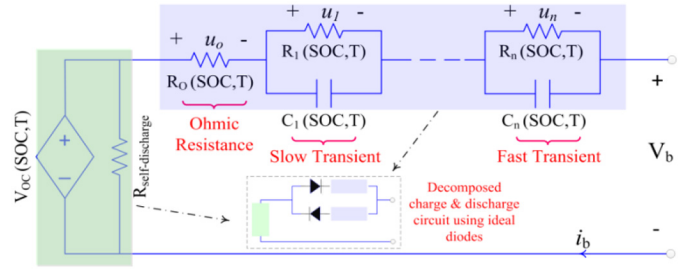 + u_o -
+ u_1 -
+ u_n -
R_O (SOC,T)
R_1 (SOC,T)
R_n (SOC,T)
C_1 (SOC,T)
C_n (SOC,T)
Ohmic
Resistance
Slow Transient
Fast Transient
V_OC (SOC,T)
+
-
R_self-discharge
Decomposed
charge & discharge
circuit using ideal
diodes
+
V_b
-
i_b